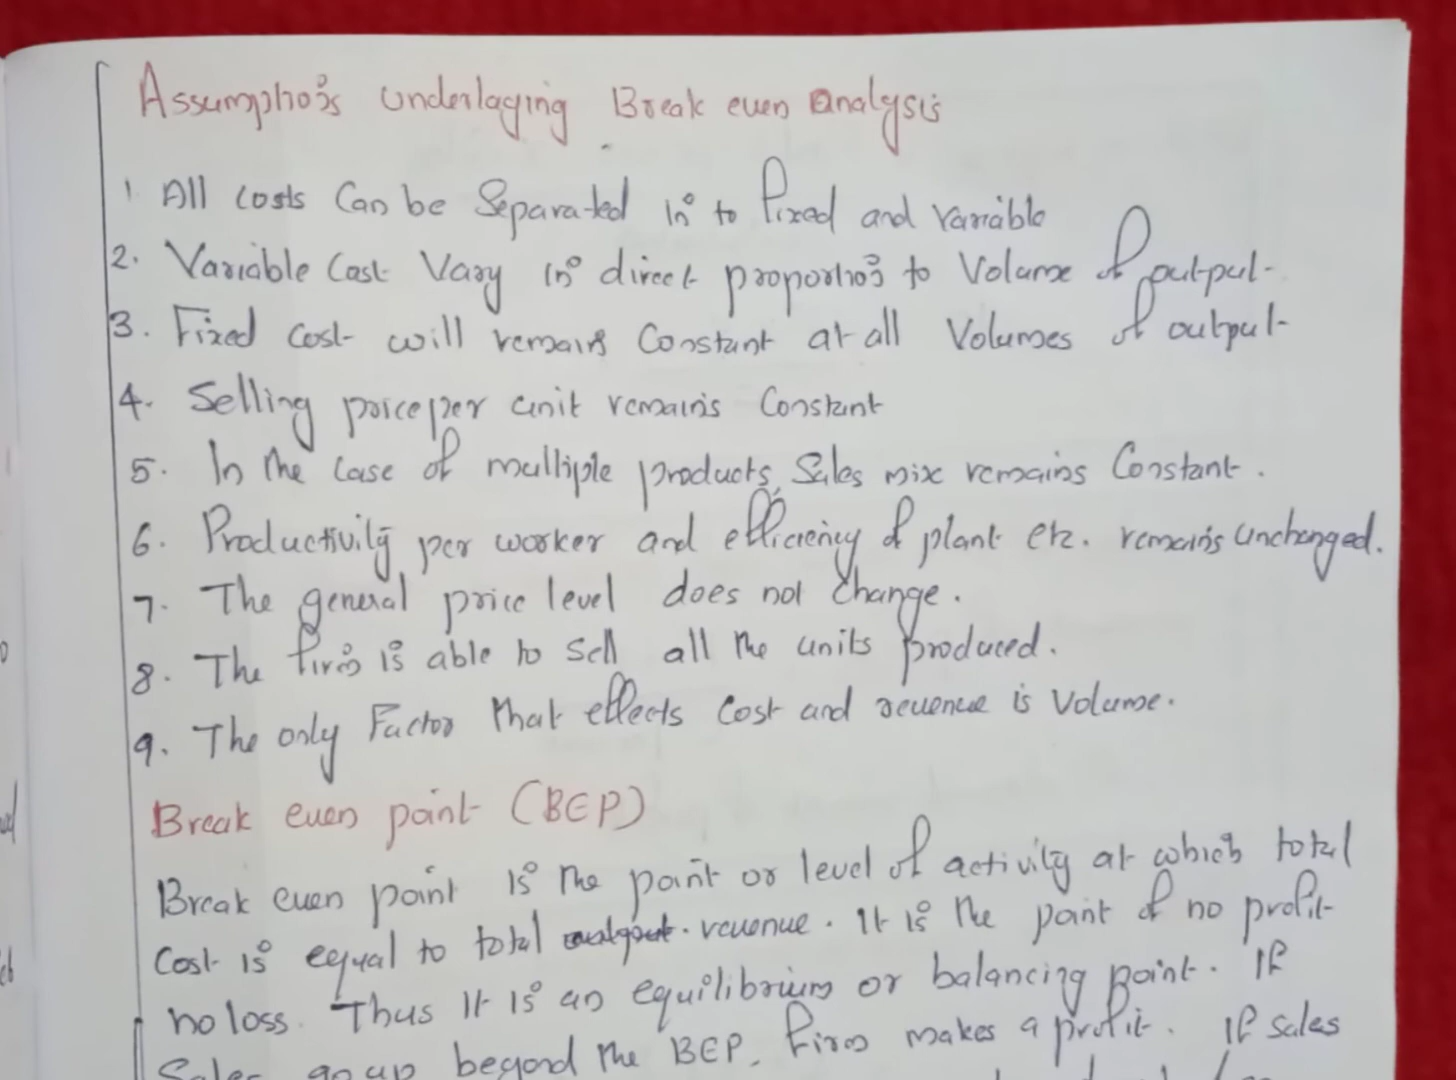 Assumptions underlaying Break even analysis
1. All costs Can be Separated in to fixed and variable
2. Variable Cost Vary in direct proportion to Volume of output
3. Fixed Cost will remains Constant at all Volumes of output
4. Selling price per unit remains Constant
5. In the Case of multiple products, Sales mix remains Constant.
6. Productivity per worker and efficiency of plant etc. remains unchanged.
7. The general price level does not change.
8. The firm is able to sell all the units produced.
9. The only Factor that effects Cost and revenue is Volume.
Break even point (BEP)
Break even point is the point or level of activity at which total
Cost is equal to total revenue. It is the point of no profit
no loss. Thus it is an equilibrium or balancing point. If
Sales go up beyond the BEP, firm makes a profit. If sales